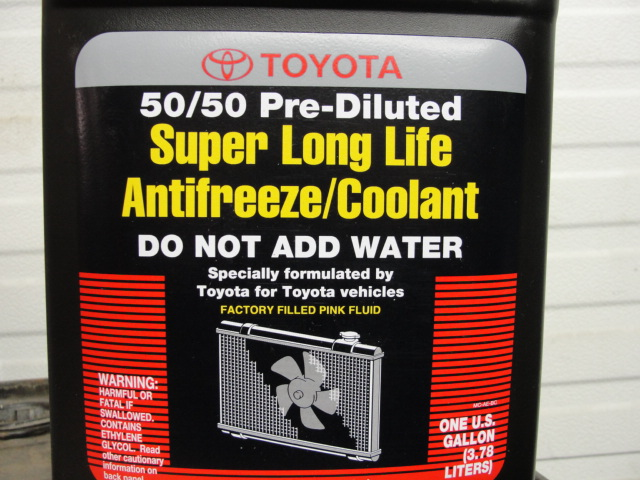 TOYOTA
50/50 Pre-Diluted
Super Long Life
Antifreeze/Coolant
DO NOT ADD WATER
Specially formulated by
Toyota for Toyota vehicles
FACTORY FILLED PINK FLUID
WARNING:
HARMFUL OR
FATAL IF
SWALLOWED.
CONTAINS
ETHYLENE
GLYCOL. Read
other cautionary
information on
back panel
ONE U.S.
GALLON
(3.78
LITERS)